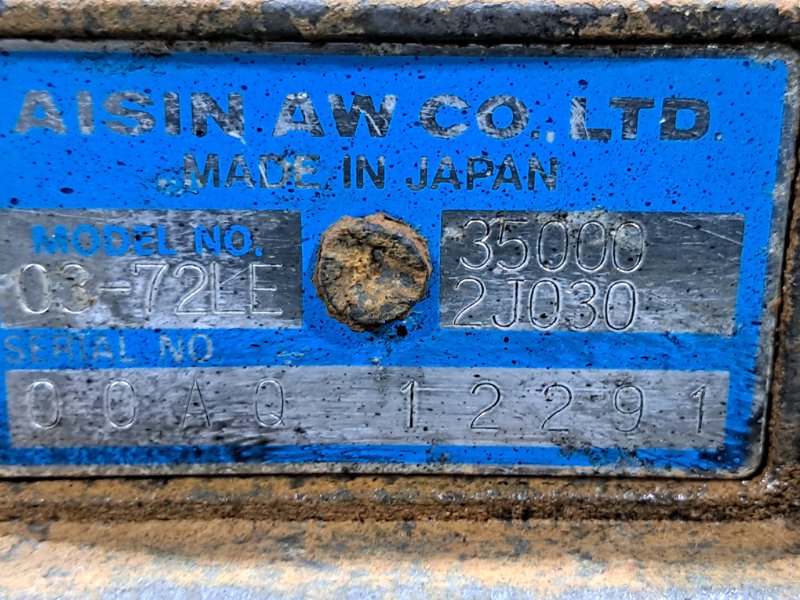 AISIN AW CO., LTD.
MADE IN JAPAN
MODEL NO.
03-72LE
35000
2J030
SERIAL NO.
00AQ 12291